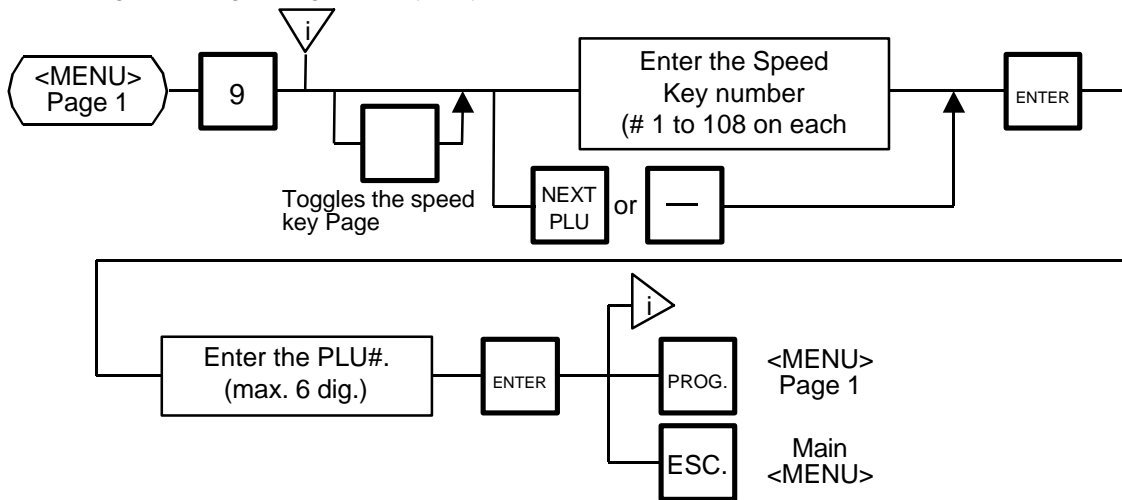 i
<MENU>
Page 1
9
Enter the Speed
Key number
(# 1 to 108 on each
ENTER
Toggles the speed
key Page
NEXT
PLU
or
—
i
Enter the PLU#.
(max. 6 dig.)
ENTER
PROG.
<MENU>
Page 1
ESC.
Main
<MENU>